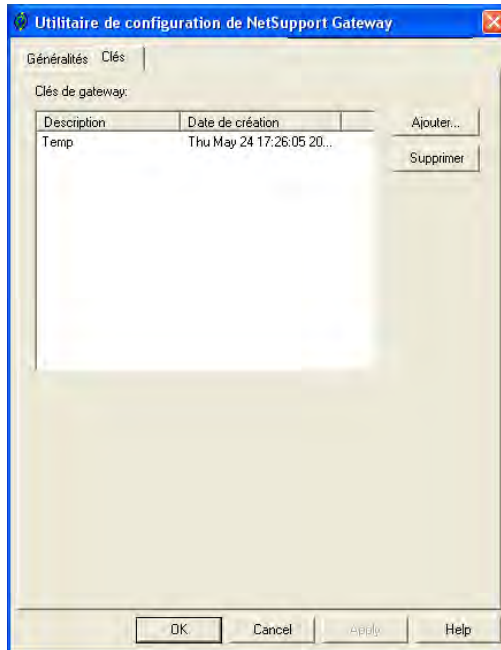 Utilitaire de configuration de NetSupport Gateway
Généralités Clés
Clés de gateway:
Description Date de création
Ajouter...
Temp Thu May 24 17:26:05 20...
Supprimer
OK Cancel Apply Help